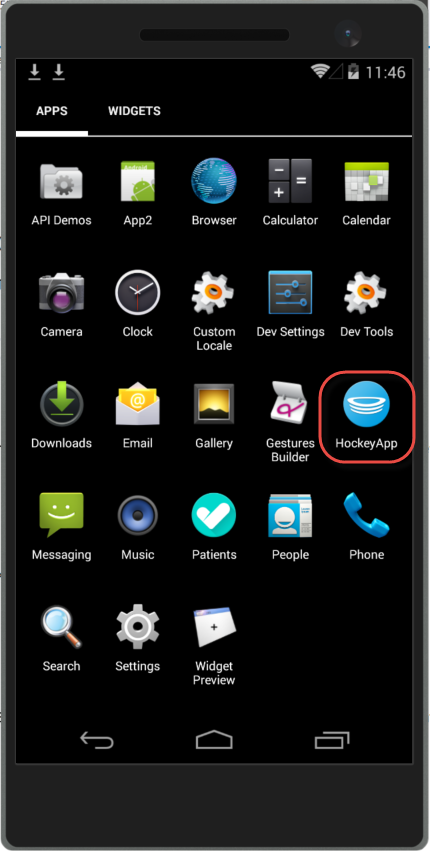 11:46
APPS WIDGETS
API Demos App2 Browser Calculator Calendar
Camera Clock Custom Locale Dev Settings Dev Tools
Downloads Email Gallery Gestures Builder HockeyApp
Messaging Music Patients People Phone
Search Settings Widget Preview